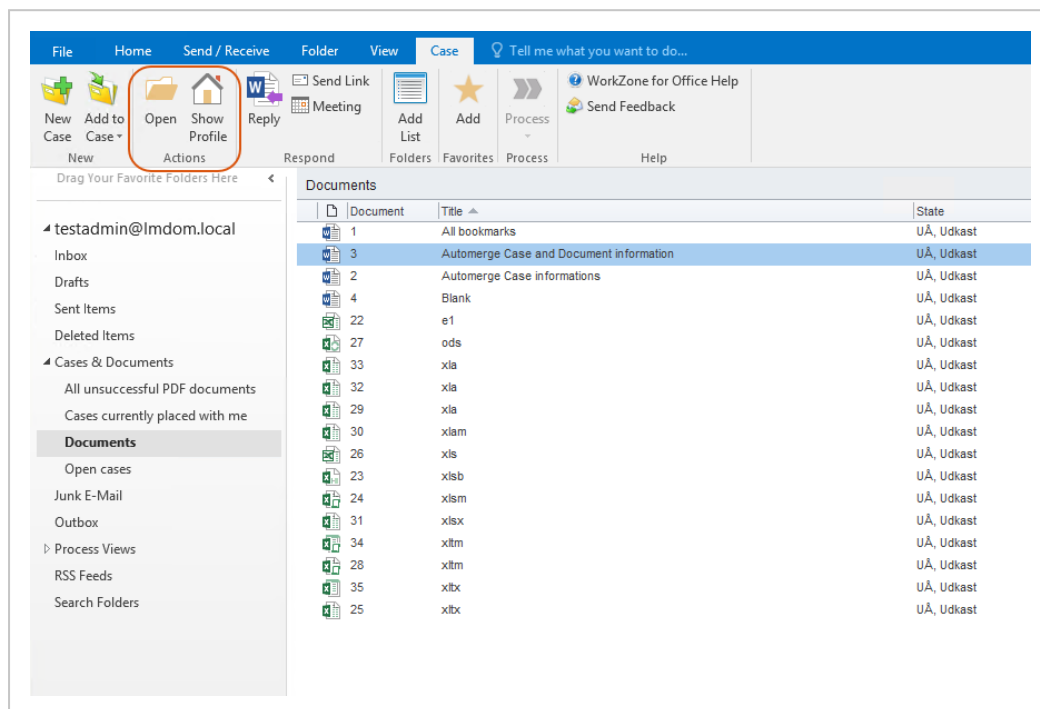 File Home Send / Receive Folder View Case Tell me what you want to do...
New Case Add to Case Open Show Profile Reply Send Link Meeting Add List Add Process WorkZone for Office Help Send Feedback
New Actions Respond Folders Favorites Process Help
Drag Your Favorite Folders Here
testadmin@lmdom.local
Inbox
Drafts
Sent Items
Deleted Items
Cases & Documents
All unsuccessful PDF documents
Cases currently placed with me
Documents
Open cases
Junk E-Mail
Outbox
Process Views
RSS Feeds
Search Folders
Documents
Document Title State
1 All bookmarks UÅ, Udkast
3 Automerge Case and Document information UÅ, Udkast
2 Automerge Case informations UÅ, Udkast
4 Blank UÅ, Udkast
22 e1 UÅ, Udkast
27 ods UÅ, Udkast
33 xla UÅ, Udkast
32 xla UÅ, Udkast
29 xla UÅ, Udkast
30 xlam UÅ, Udkast
26 xls UÅ, Udkast
23 xlsb UÅ, Udkast
24 xlsm UÅ, Udkast
31 xlsx UÅ, Udkast
34 xltm UÅ, Udkast
28 xltm UÅ, Udkast
35 xltx UÅ, Udkast
25 xltx UÅ, Udkast